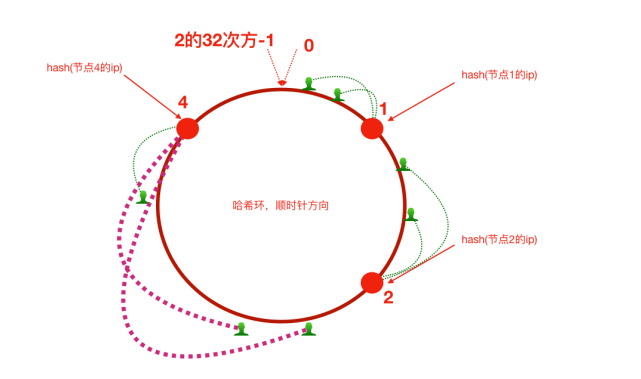 2的32次方-1
0
hash(节点4的ip)
hash(节点1的ip)
4
1
哈希环，顺时针方向
hash(节点2的ip)
2